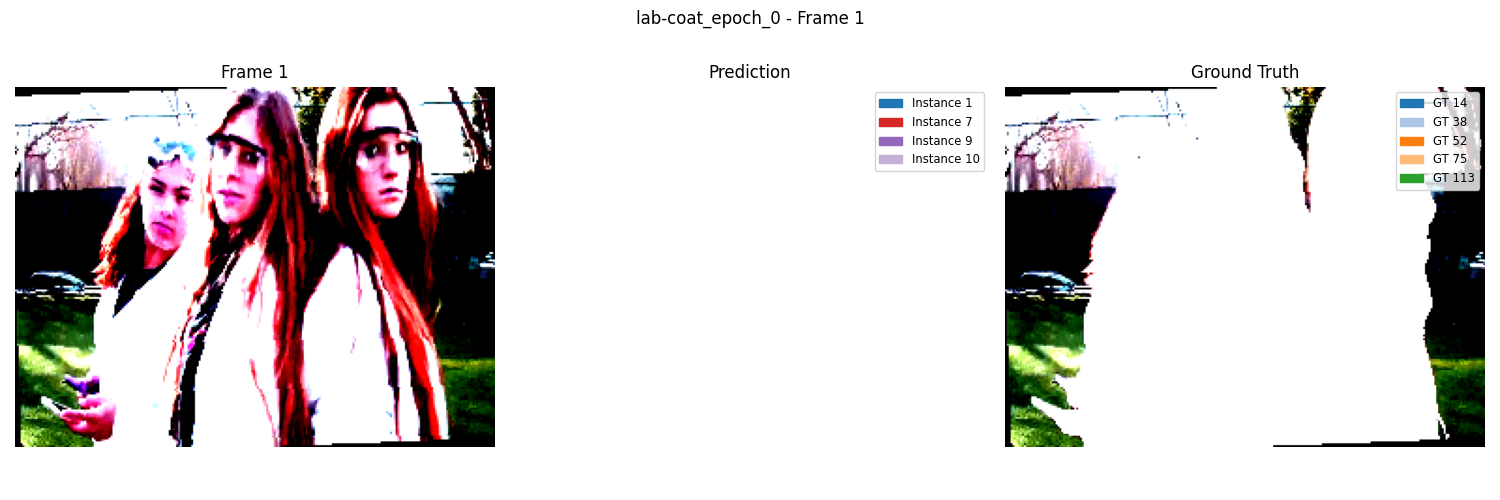 lab-coat_epoch_0 - Frame 1
Frame 1
Prediction
Ground Truth
Instance 1
Instance 7
Instance 9
Instance 10
GT 14
GT 38
GT 52
GT 75
GT 113